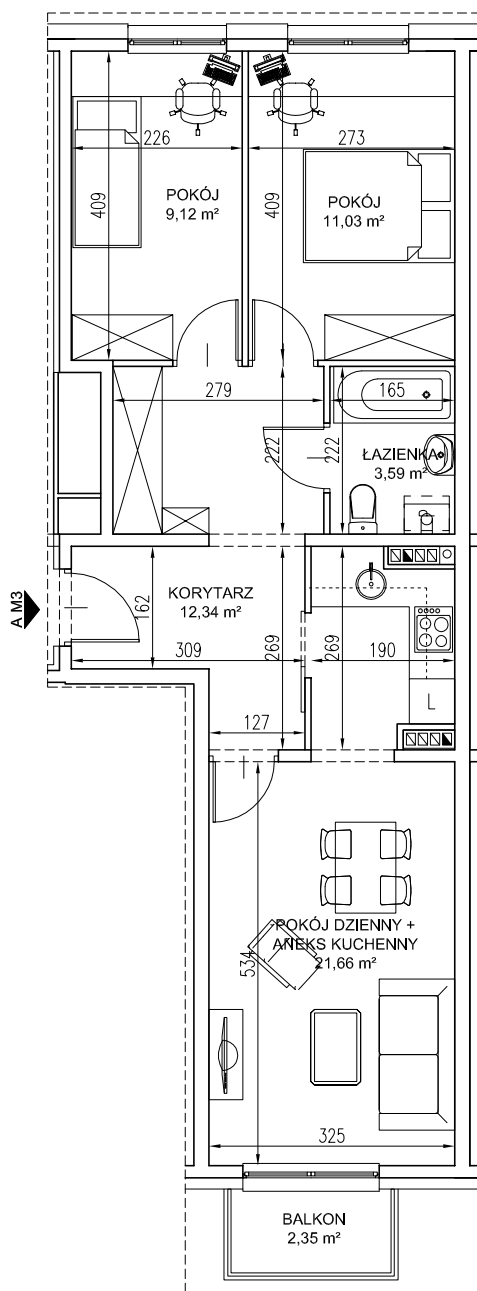 226
273
POKÓJ
9,12 m²
409
POKÓJ
11,03 m²
409
279
165
222
222
ŁAZIENKA
3,59 m²
A M3
KORYTARZ
12,34 m²
162
309
269
269
190
L
127
POKÓJ DZIENNY +
ANEKS KUCHENNY
21,66 m²
534
325
BALKON
2,35 m²